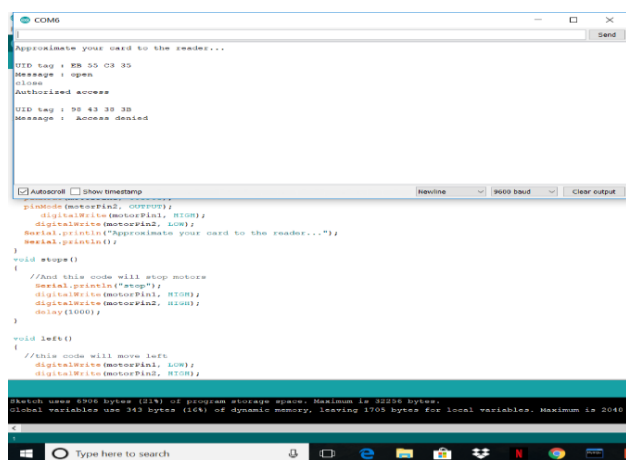 COM6
Send
Approximate your card to the reader...
UID tag : EB 55 C3 35
Message : open
close
Authorized access
UID tag : 98 43 38 3B
Message :  Access denied
Autoscroll Show timestamp Newline 9600 baud Clear output
pinMode(motorPin2, OUTPUT);
digitalWrite(motorPin1, HIGH);
digitalWrite(motorPin2, LOW);
Serial.println("Approximate your card to the reader...");
Serial.println();
}
void stops()
{
//And this code will stop motors
Serial.println("stop");
digitalWrite(motorPin1, HIGH);
digitalWrite(motorPin2, HIGH);
delay(1000);
}
void left()
{
//this code will move left
digitalWrite(motorPin1, LOW);
digitalWrite(motorPin2, HIGH);
Sketch uses 6906 bytes (21%) of program storage space. Maximum is 32256 bytes.
Global variables use 343 bytes (16%) of dynamic memory, leaving 1705 bytes for local variables. Maximum is 2048
Type here to search